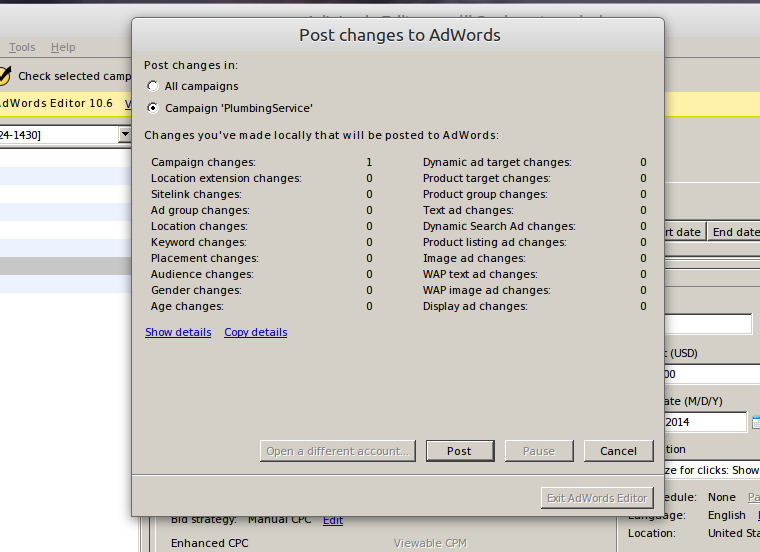 Post changes to AdWords
Tools Help
Post changes in:
Check selected camp
All campaigns
AdWords Editor 10.6
Campaign 'PlumbingService'
24-1430]
Changes you've made locally that will be posted to AdWords:
Campaign changes: 1 Dynamic ad target changes: 0
Location extension changes: 0 Product target changes: 0
Sitelink changes: 0 Product group changes: 0
Ad group changes: 0 Text ad changes: 0
Location changes: 0 Dynamic Search Ad changes: 0
rt date End date
Keyword changes: 0 Product listing ad changes: 0
Placement changes: 0 Image ad changes: 0
Audience changes: 0 WAP text ad changes: 0
Gender changes: 0 WAP image ad changes: 0
Age changes: 0 Display ad changes: 0
Show details Copy details
t (USD)
00
ate (M/D/Y)
2014
tion
Open a different account... Post Pause Cancel
ze for clicks: Show
Exit AdWords Editor
edule: None Pa
Language: English
Bid strategy: Manual CPC Edit
Location: United Sta
Enhanced CPC Viewable CPM